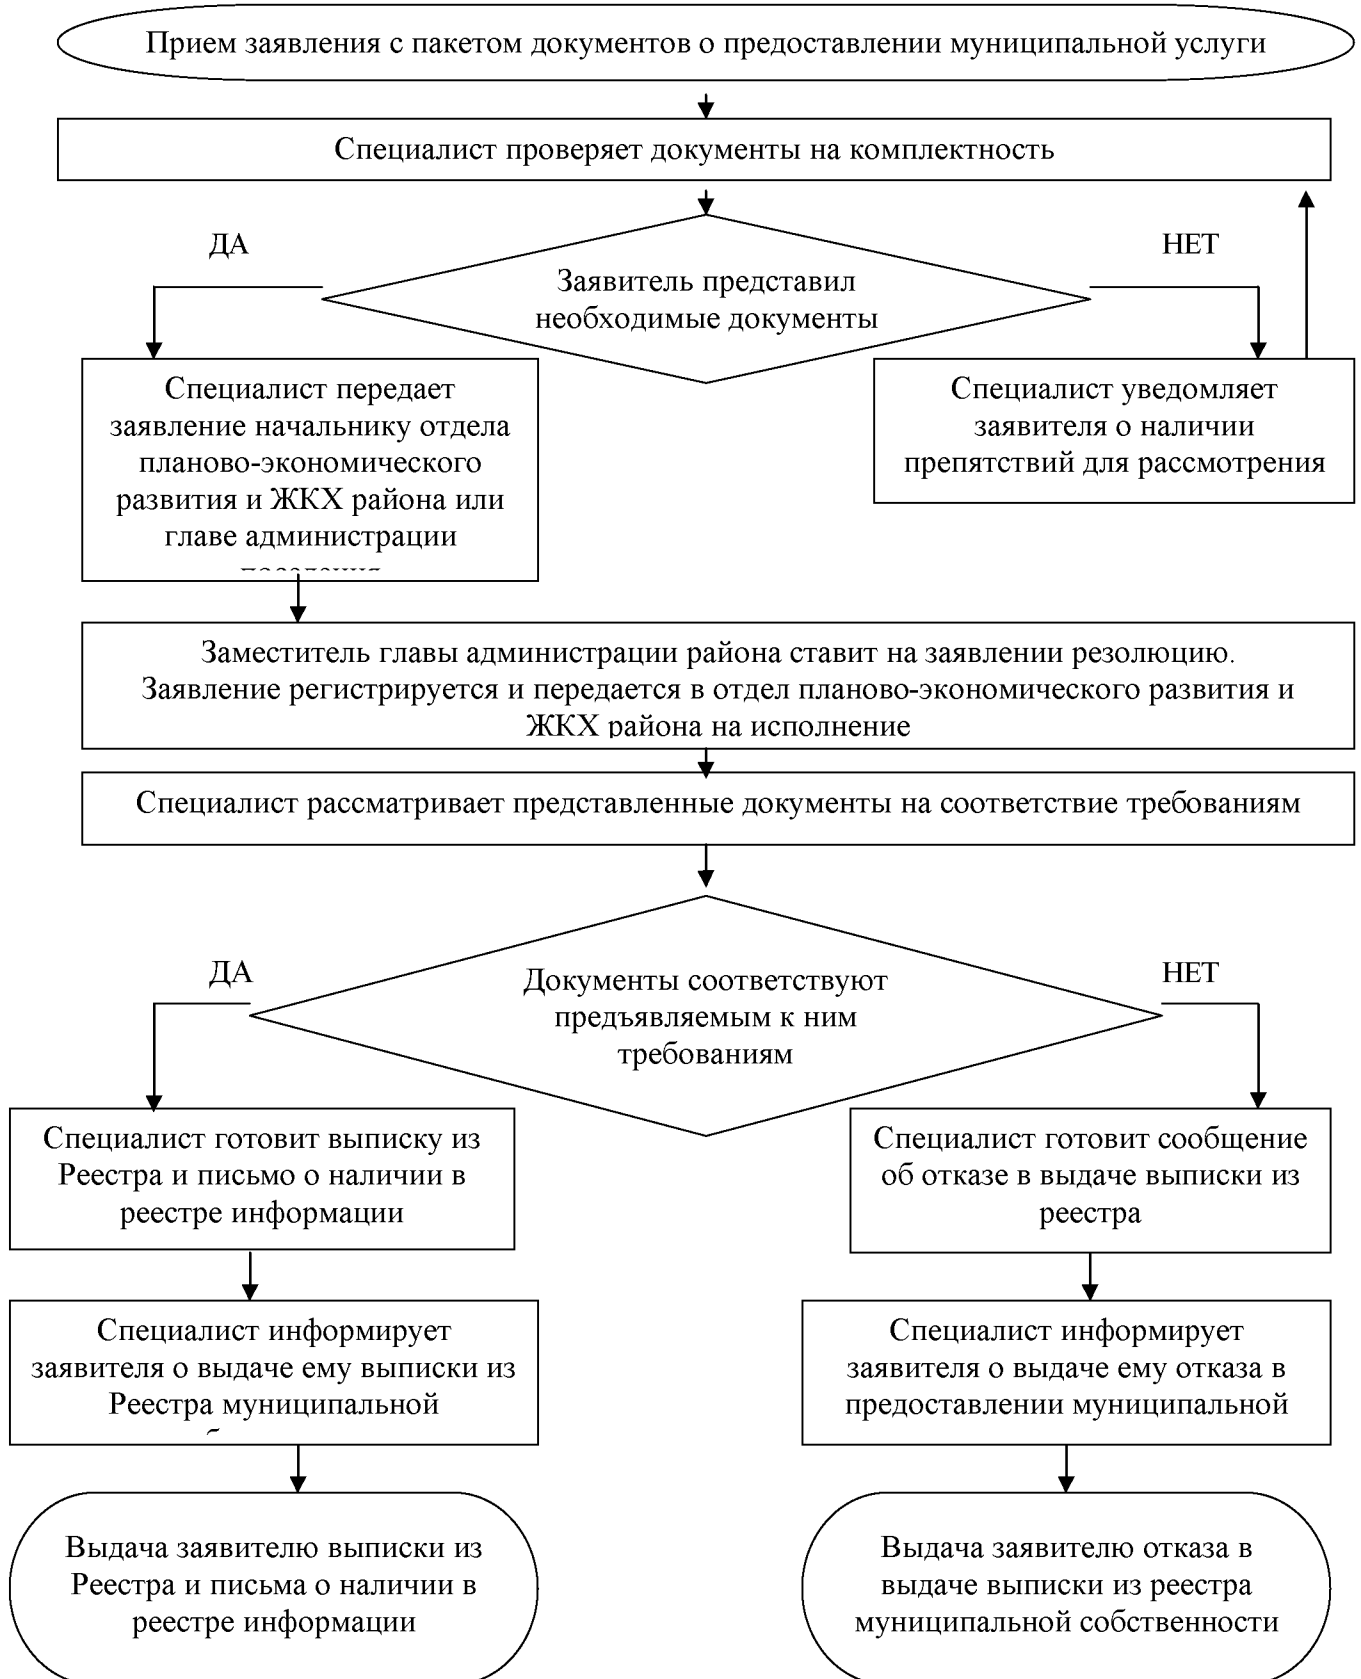 Прием заявления с пакетом документов о предоставлении муниципальной услуги
Специалист проверяет документы на комплектность
ДА
НЕТ
Заявитель представил
необходимые документы
Специалист передает
заявление начальнику отдела
планово-экономического
развития и ЖКХ района или
главе администрации
Специалист уведомляет
заявителя о наличии
препятствий для рассмотрения
Заместитель главы администрации района ставит на заявлении резолюцию.
Заявление регистрируется и передается в отдел планово-экономического развития и
ЖКХ района на исполнение
Специалист рассматривает представленные документы на соответствие требованиям
ДА
НЕТ
Документы соответствуют
предъявляемым к ним
требованиям
Специалист готовит выписку из
Реестра и письмо о наличии в
реестре информации
Специалист готовит сообщение
об отказе в выдаче выписки из
реестра
Специалист информирует
заявителя о выдаче ему выписки из
Реестра муниципальной
Специалист информирует
заявителя о выдаче ему отказа в
предоставлении муниципальной
Выдача заявителю выписки из
Реестра и письма о наличии в
реестре информации
Выдача заявителю отказа в
выдаче выписки из реестра
муниципальной собственности